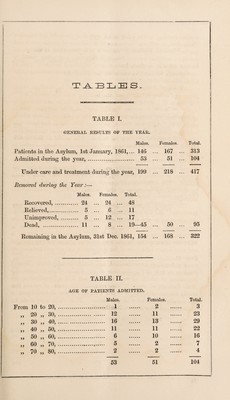 TABLES.
TABLE I.
GENERAL RESULTS OF THE YEAR.
Males. Females. Total.
Patients in the Asylum, 1st January, 1861,... 146 ... 167 ... 313
Admitted during the year, ..................... 53 ... 51 ... 104
Under care and treatment during the year, 199 ... 218 ... 417
Removed during the Year :—
Males. Females. Total.
Recovered, ............ 24 ... 24 ... 48
Relieved, ............... 5 ... 6 ... 11
Unimproved, ......... 5 ... 12 ... 17
Dead, .................. 11 ... 8 ... 19—45 ... 50 ... 95
Remaining in the Asylum, 31st Dec. 1861, 154 ... 168 ... 322
TABLE II.
AGE OF PATIENTS ADMITTED.
Males. Females. Total.
From 10 to 20, ..................... 1 ...... 2 ...... 3
„ 20 „ 30, ..................... 12 ...... 11 ...... 23
„ 30 „ 40, ..................... 16 ...... 13 ...... 29
„ 40 „ 50, ..................... 11 ...... 11 ...... 22
„ 50 „ 60, ..................... 6 ...... 10 ...... 16
„ 60 „ 70, ..................... 5 ...... 2 ...... 7
„ 70 „ 80, ..................... 2 ...... 2 ...... 4
53 51 104